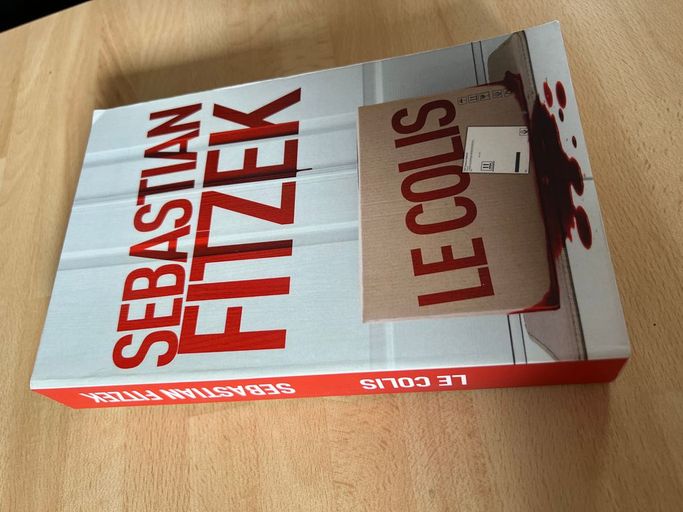 SEBASTIAN
FITZEK
LE COLIS
SEBASTIAN FITZEK
LE COLIS